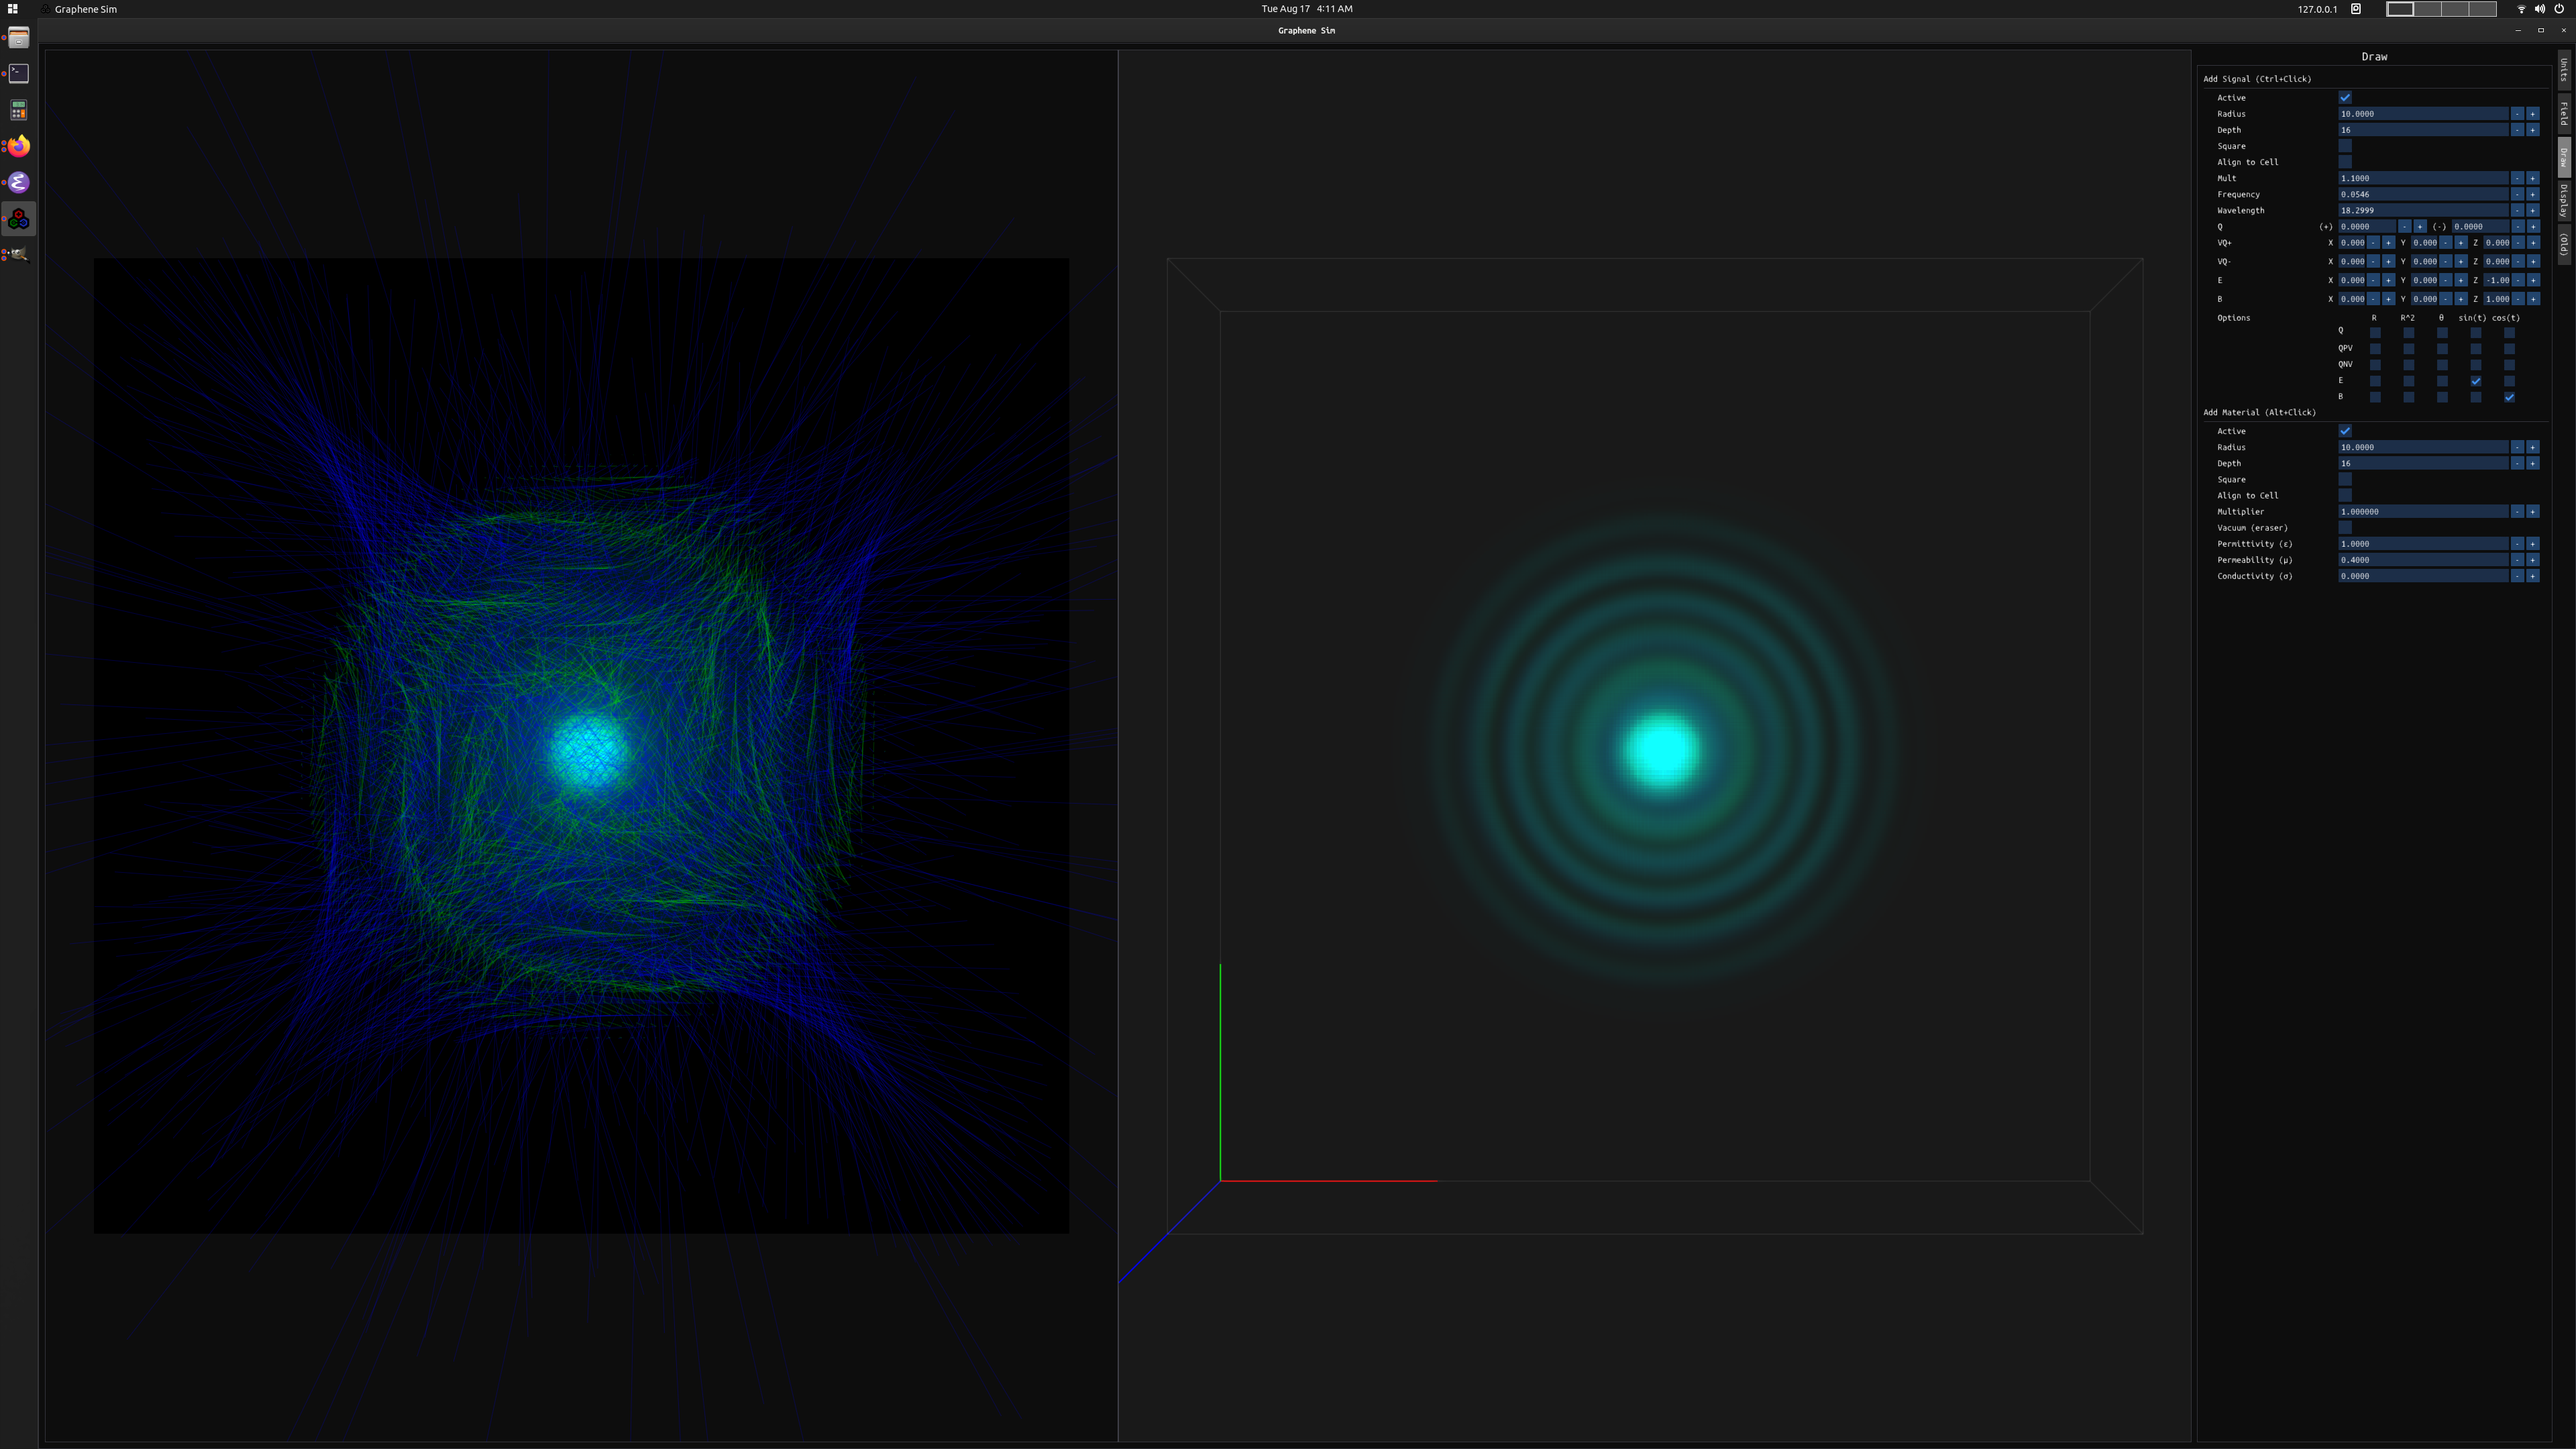 Graphene Sim
Tue Aug 17 4:11 AM
127.0.0.1
Graphene Sim
Draw
Add Signal (Ctrl+Click)
Active
Radius 10.0000 - +
Depth 16 - +
Square
Align to Cell
Mult 1.1000 - +
Frequency 0.0546 - +
Wavelength 18.2999 - +
Q (+) 0.0000 - + (-) 0.0000 - +
VQ+ X 0.000 - + Y 0.000 - + Z 0.000 - +
VQ- X 0.000 - + Y 0.000 - + Z 0.000 - +
E X 0.000 - + Y 0.000 - + Z -1.00 - +
B X 0.000 - + Y 0.000 - + Z 1.000 - +
Options R R^2 θ sin(t) cos(t)
Q
QPV
QNV
E
B
Add Material (Alt+Click)
Active
Radius 10.0000 - +
Depth 16 - +
Square
Align to Cell
Multiplier 1.000000 - +
Vacuum (eraser)
Permittivity (ε) 1.0000 - +
Permeability (μ) 0.4000 - +
Conductivity (σ) 0.0000 - +
Units
Field
Draw
Display
(Old)